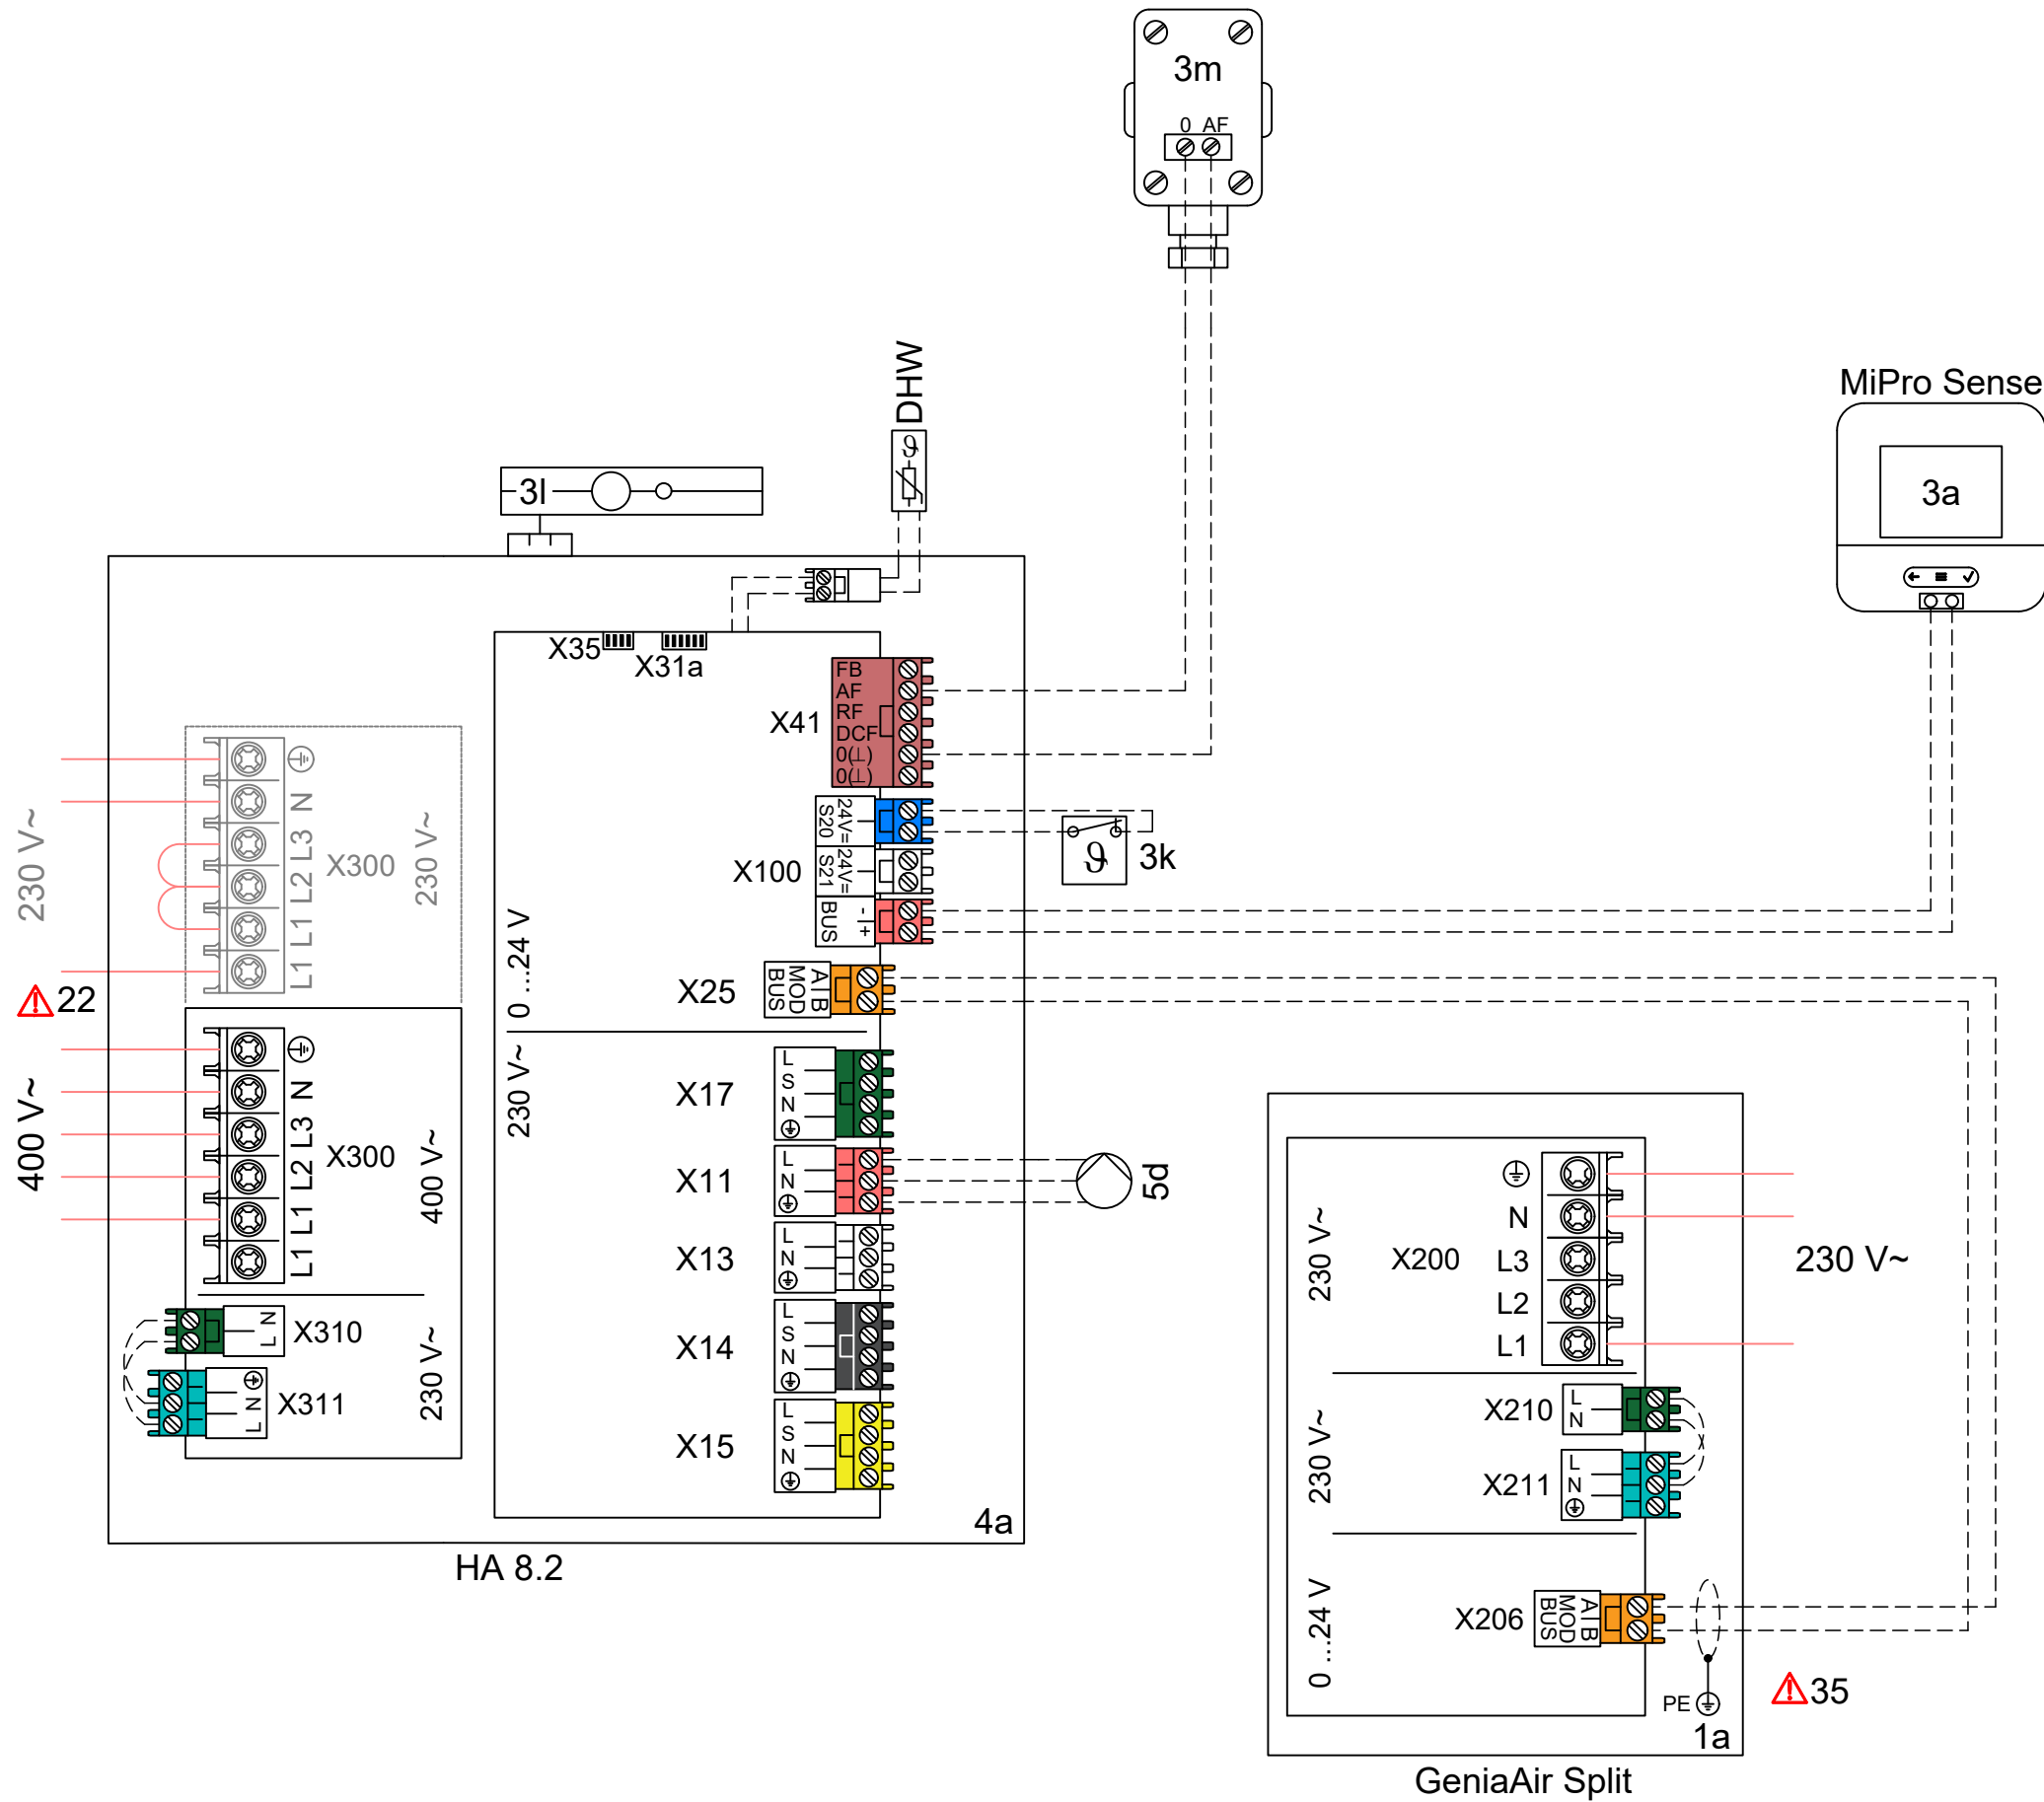 3m
0 AF
DHW
MiPro Sense
3a
3l
X35
X31a
X41
FB
AF
RF
DCF
0(⊥)
0(⊥)
X100
24V=
S20
24V=
S21
BUS
- +
3k
X25
A B
MOD
BUS
0 ...24 V
230 V~
X17
L
S
N
X11
L
N
5d
X13
L
N
X14
L
S
N
X15
L
S
N
4a
HA 8.2
230 V~
N
L3
L2
L1
L1
X300
230 V~
22
400 V~
N
L3
L2
L1
L1
X300
400 V~
X310
L N
X311
L N
230 V~
230 V~
X200
N
L3
L2
L1
230 V~
230 V~
X210
L
N
X211
L
N
0 ...24 V
X206
A B
MOD
BUS
PE
35
1a
GeniaAir Split